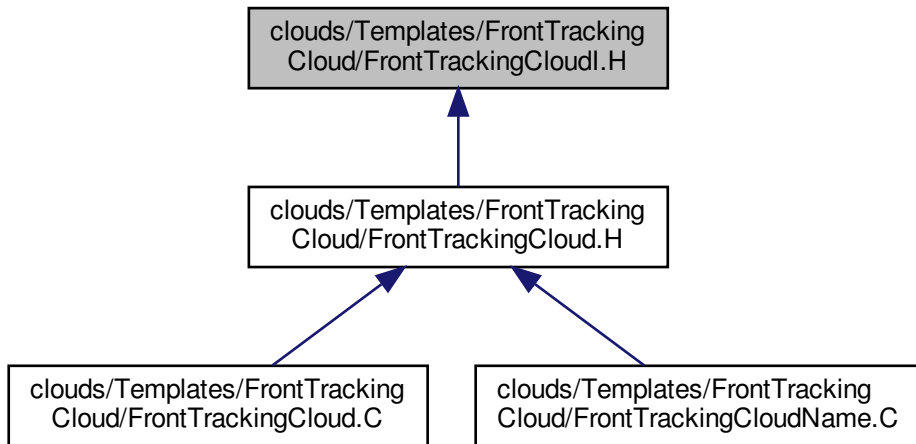 clouds/Templates/FrontTracking
Cloud/FrontTrackingCloudI.H
clouds/Templates/FrontTracking
Cloud/FrontTrackingCloud.H
clouds/Templates/FrontTracking
Cloud/FrontTrackingCloud.C
clouds/Templates/FrontTracking
Cloud/FrontTrackingCloudName.C